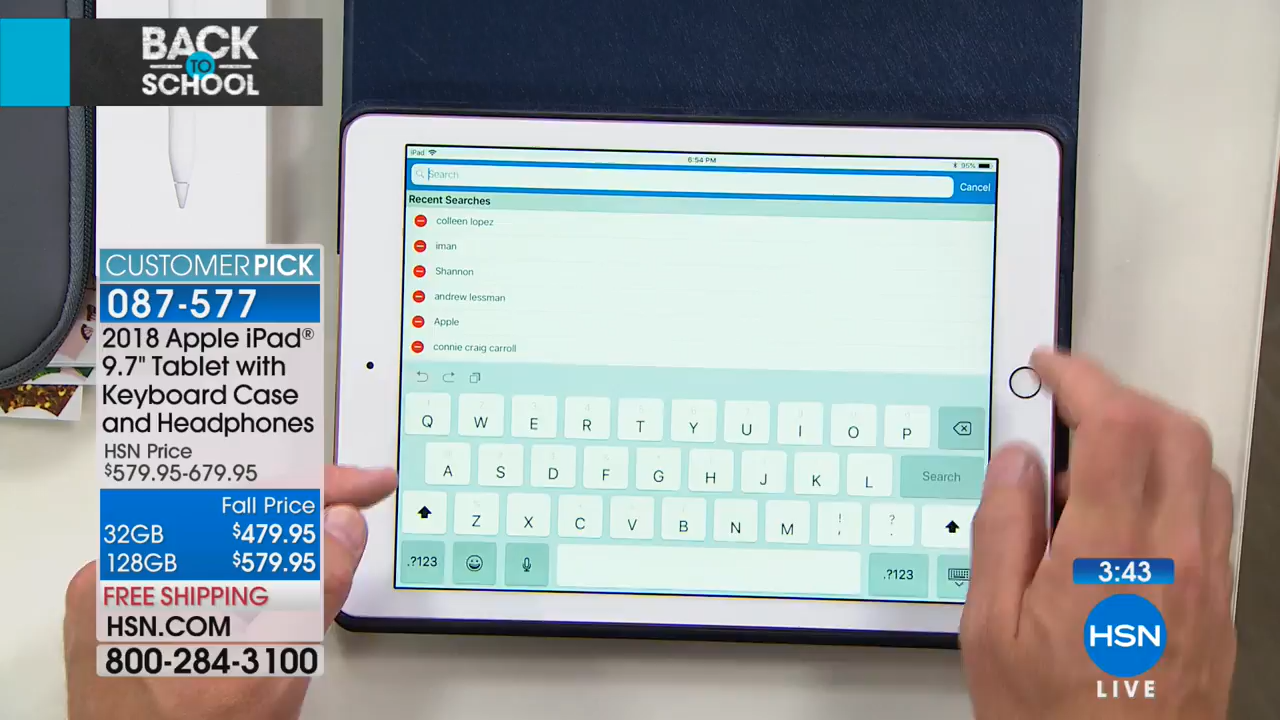 BACK
TO
SCHOOL
iPad
6:54 PM
95%
Search
Cancel
Recent Searches
colleen lopez
iman
Shannon
andrew lessman
Apple
connie craig carroll
Q W E R T Y U I O P
A S D F G H J K L Search
Z X C V B N M ! , ? .
.?123 .?123
CUSTOMER PICK
087-577
2018 Apple iPad®
9.7" Tablet with
Keyboard Case
and Headphones
HSN Price
$579.95-679.95
Fall Price
32GB $479.95
128GB $579.95
FREE SHIPPING
HSN.COM
800-284-3100
3:43
HSN
LIVE